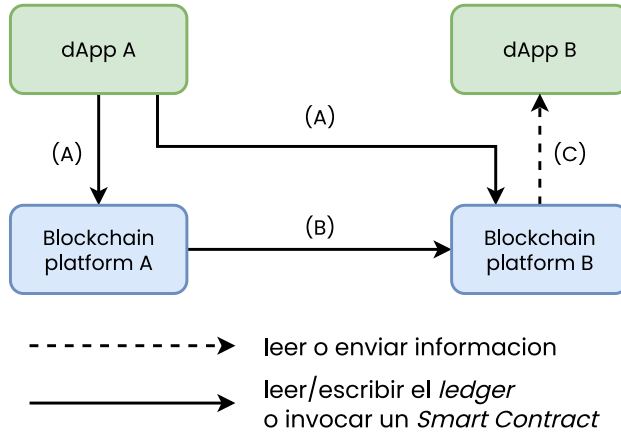 dApp A
dApp B
(A)
(A)
(C)
Blockchain
platform A
(B)
Blockchain
platform B
leer o enviar informacion
leer/escribir el ledger
o invocar un Smart Contract